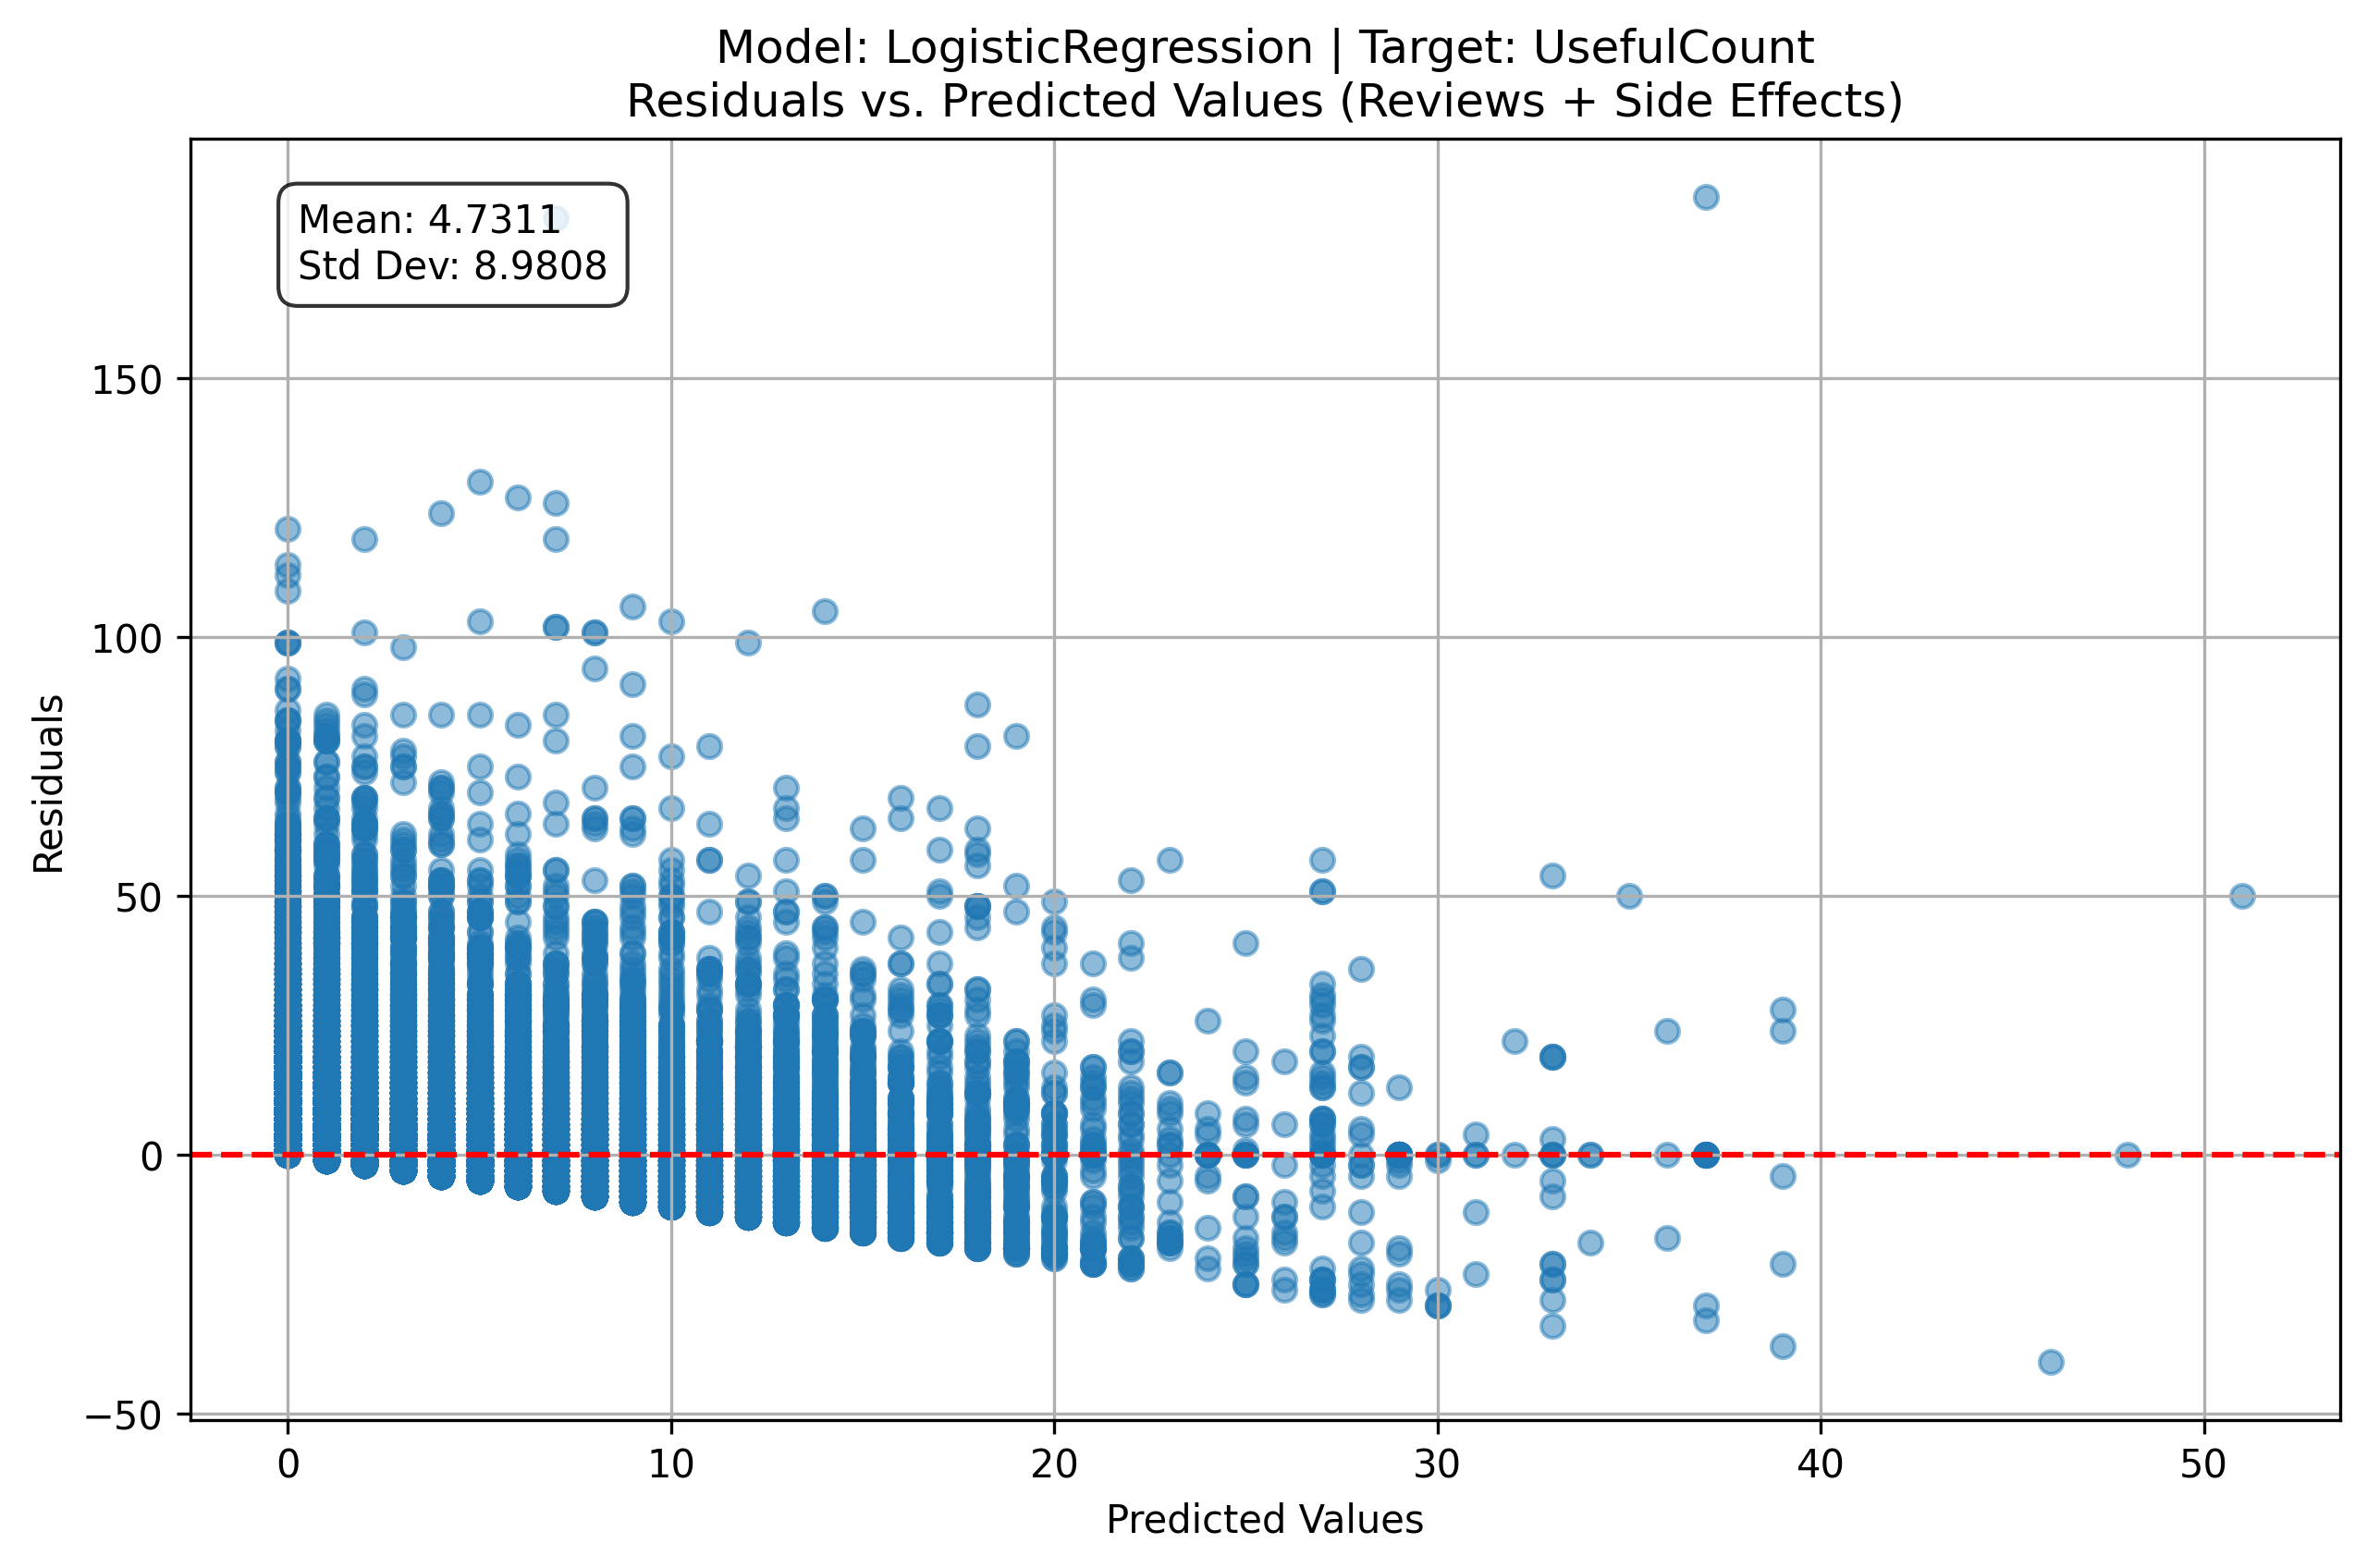 Model: LogisticRegression | Target: UsefulCount
Residuals vs. Predicted Values (Reviews + Side Effects)
Mean: 4.7311
Std Dev: 8.9808
Residuals
150
100
50
0
−50
0 10 20 30 40 50
Predicted Values